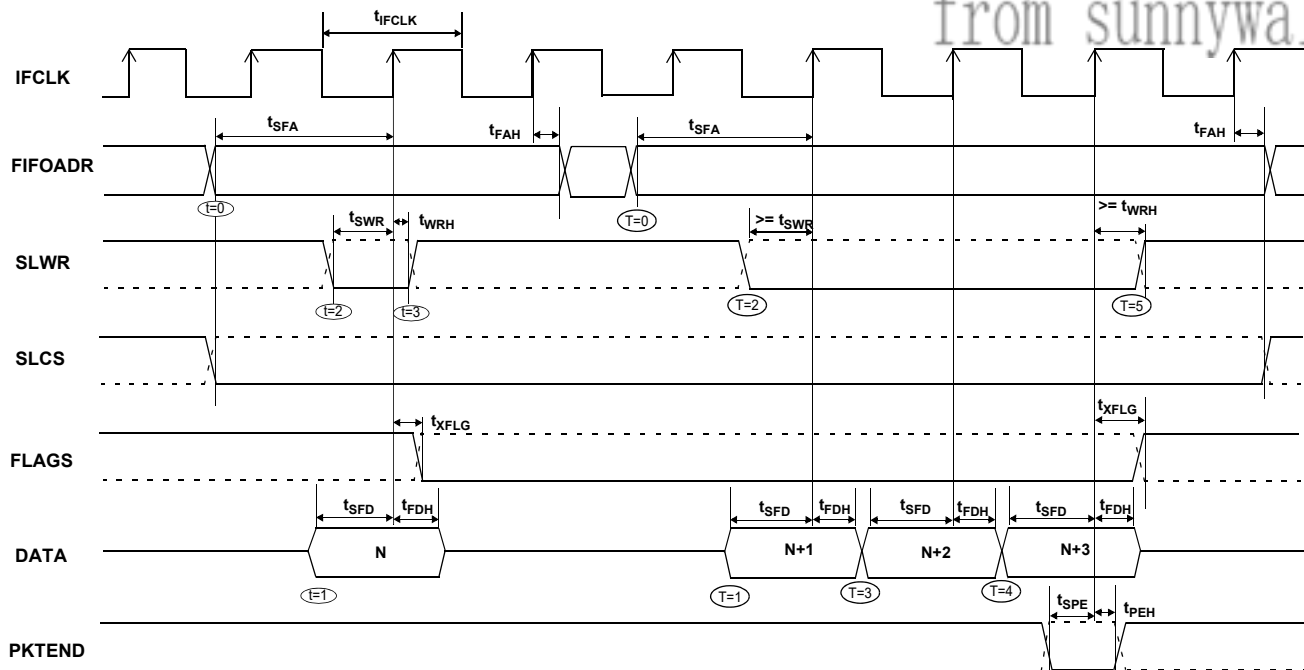 from sunnywa
tIFCLK
IFCLK
tSFA
tFAH
tSFA
tFAH
FIFOADR
t=0
T=0
tSWR
tWRH
>= tSWR
>= tWRH
SLWR
t=2
t=3
T=2
T=5
SLCS
tXFLG
tXFLG
FLAGS
tSFD
tFDH
tSFD
tFDH
tSFD
tFDH
tSFD
tFDH
DATA
N
N+1
N+2
N+3
t=1
T=1
T=3
T=4
tSPE
tPEH
PKTEND